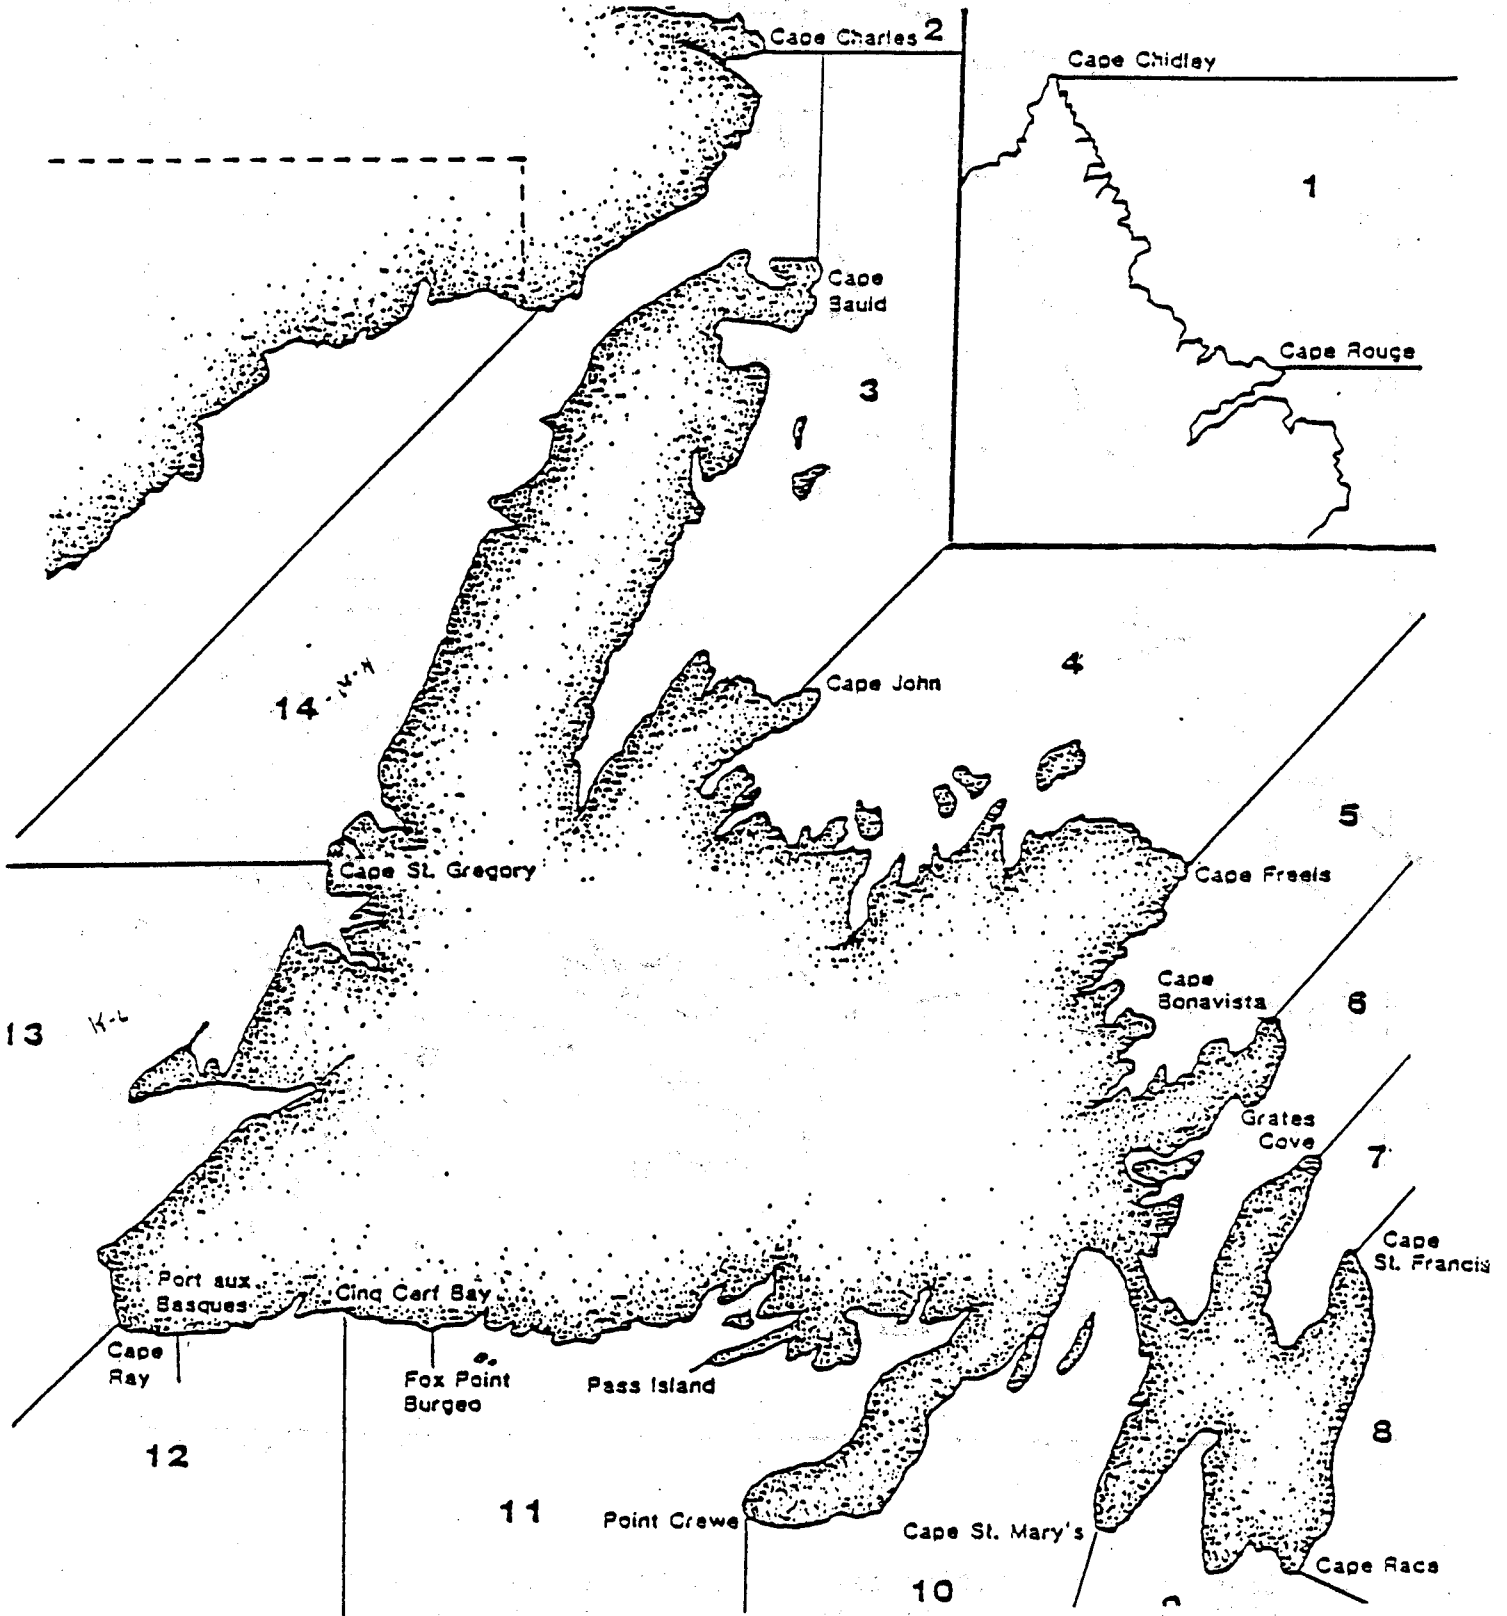 Cape Charles 2
Cape Chidley
1
Cape Rouge
Cape
Bauld
3
4
Cape John
14
5
Cape St. Gregory
Cape Freels
Cape
Bonavista
6
13 K-L
Grates
Cove
7
Cape
St. Francis
Port aux
Basques
Cinq Cerf Bay
Cape
Ray
Fox Point
Burgeo
Pass Island
8
12
11
Point Crewe
Cape St. Mary's
Cape Race
10